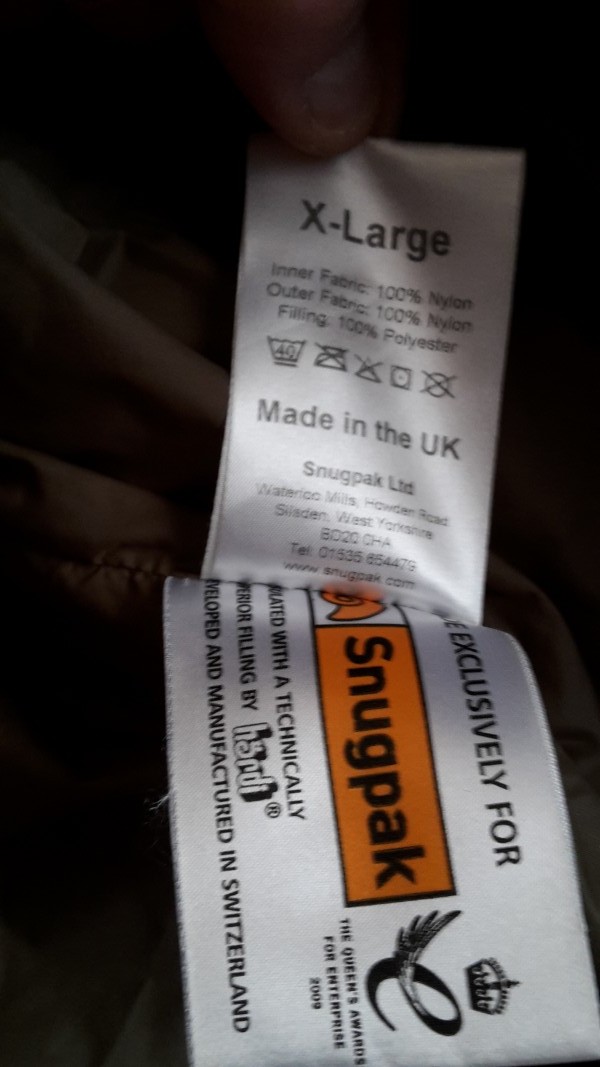 X-Large
Inner Fabric: 100% Nylon
Outer Fabric: 100% Nylon
Filling: 100% Polyester
40
Made in the UK
Snugpak Ltd
Waterloo Mills, Howden Road
Silsden, West Yorkshire
BD20 0HA
Tel: 01535 654479
www.snugpak.com
E EXCLUSIVELY FOR
Snugpak
ULATED WITH A TECHNICALLY
ERIOR FILLING BY
®
VELOPED AND MANUFACTURED IN SWITZERLAND
e
THE QUEEN'S AWARDS
FOR ENTERPRISE
2009